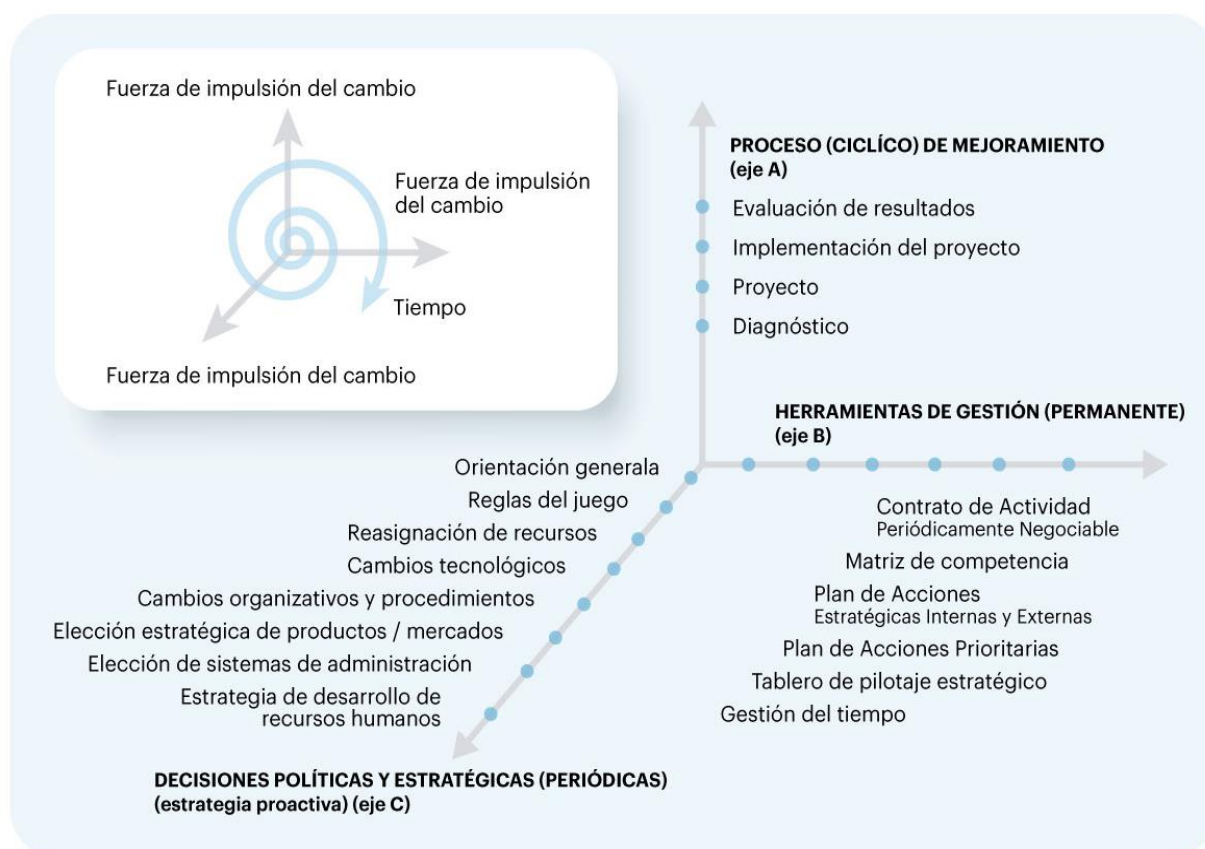 Fuerza de impulsión del cambio
Fuerza de impulsión
del cambio
Tiempo
Fuerza de impulsión del cambio
PROCESO (CICLÍCO) DE MEJORAMIENTO
(eje A)
Evaluación de resultados
Implementación del proyecto
Proyecto
Diagnóstico
HERRAMIENTAS DE GESTIÓN (PERMANENTE)
(eje B)
Contrato de Actividad
Periódicamente Negociable
Matriz de competencia
Plan de Acciones
Estratégicas Internas y Externas
Plan de Acciones Prioritarias
Tablero de pilotaje estratégico
Gestión del tiempo
Orientación generala
Reglas del juego
Reasignación de recursos
Cambios tecnológicos
Cambios organizativos y procedimientos
Elección estratégica de productos / mercados
Elección de sistemas de administración
Estrategia de desarrollo de
recursos humanos
DECISIONES POLÍTICAS Y ESTRATÉGICAS (PERIÓDICAS)
(estrategia proactiva) (eje C)